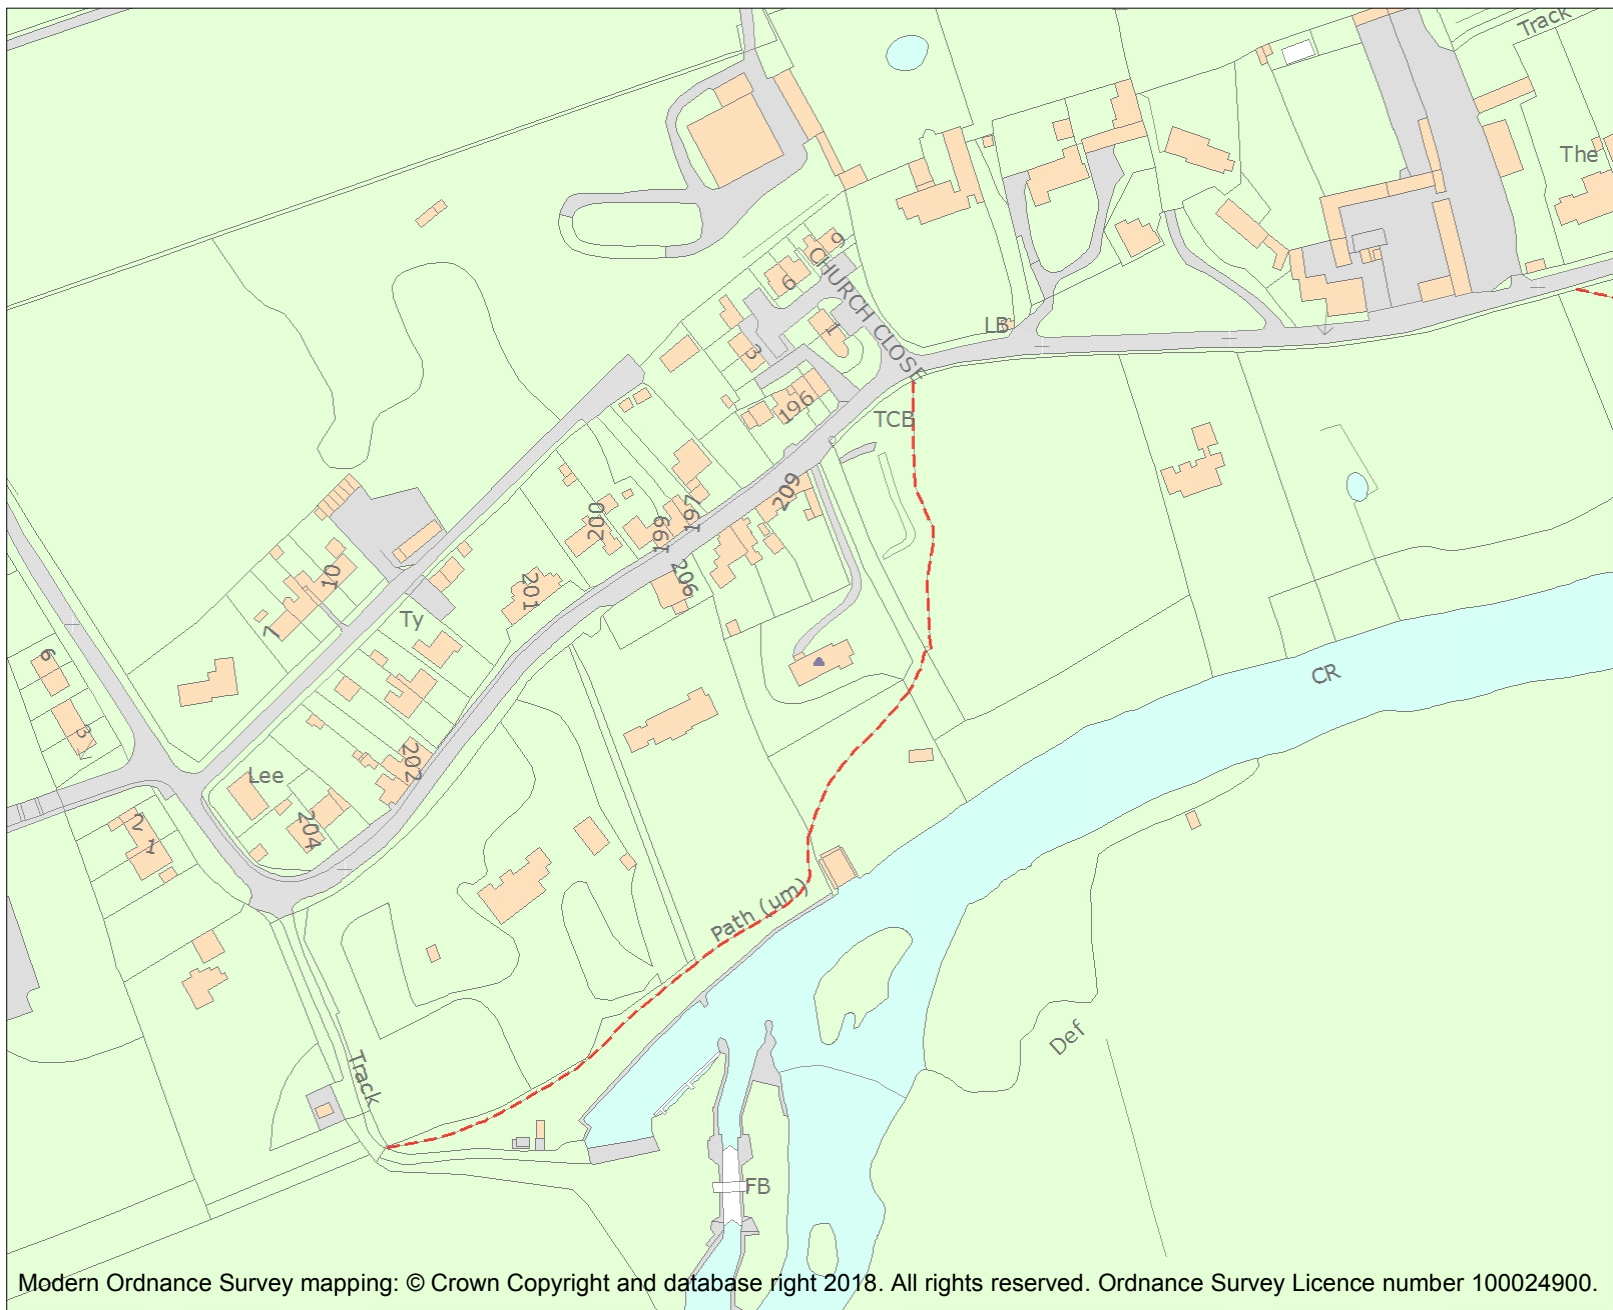 Track
The
9
CHURCH CLOSE
6
1
LB
3
196
TCB
209
200
199
197
10
201
206
Ty
7
6
CR
3
202
Lee
204
2
1
Path (um)
Def
Track
FB
Modern Ordnance Survey mapping: © Crown Copyright and database right 2018. All rights reserved. Ordnance Survey Licence number 100024900.